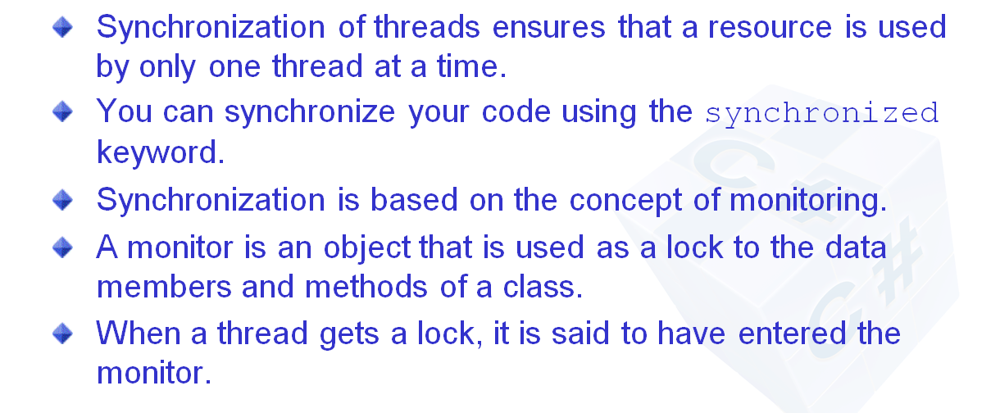 Synchronization of threads ensures that a resource is used
by only one thread at a time.
You can synchronize your code using the synchronized
keyword.
Synchronization is based on the concept of monitoring.
A monitor is an object that is used as a lock to the data
members and methods of a class.
When a thread gets a lock, it is said to have entered the
monitor.
C#
C#